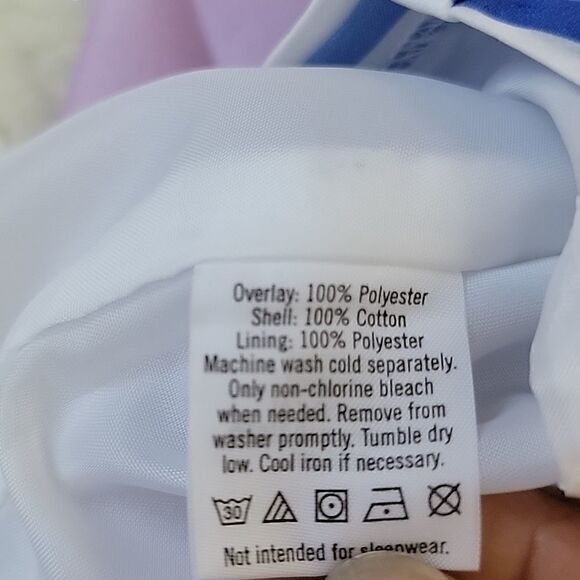 Overlay: 100% Polyester
Shell: 100% Cotton
Lining: 100% Polyester
Machine wash cold separately.
Only non-chlorine bleach
when needed. Remove from
washer promptly. Tumble dry
low. Cool iron if necessary.
30
Not intended for sleepwear.